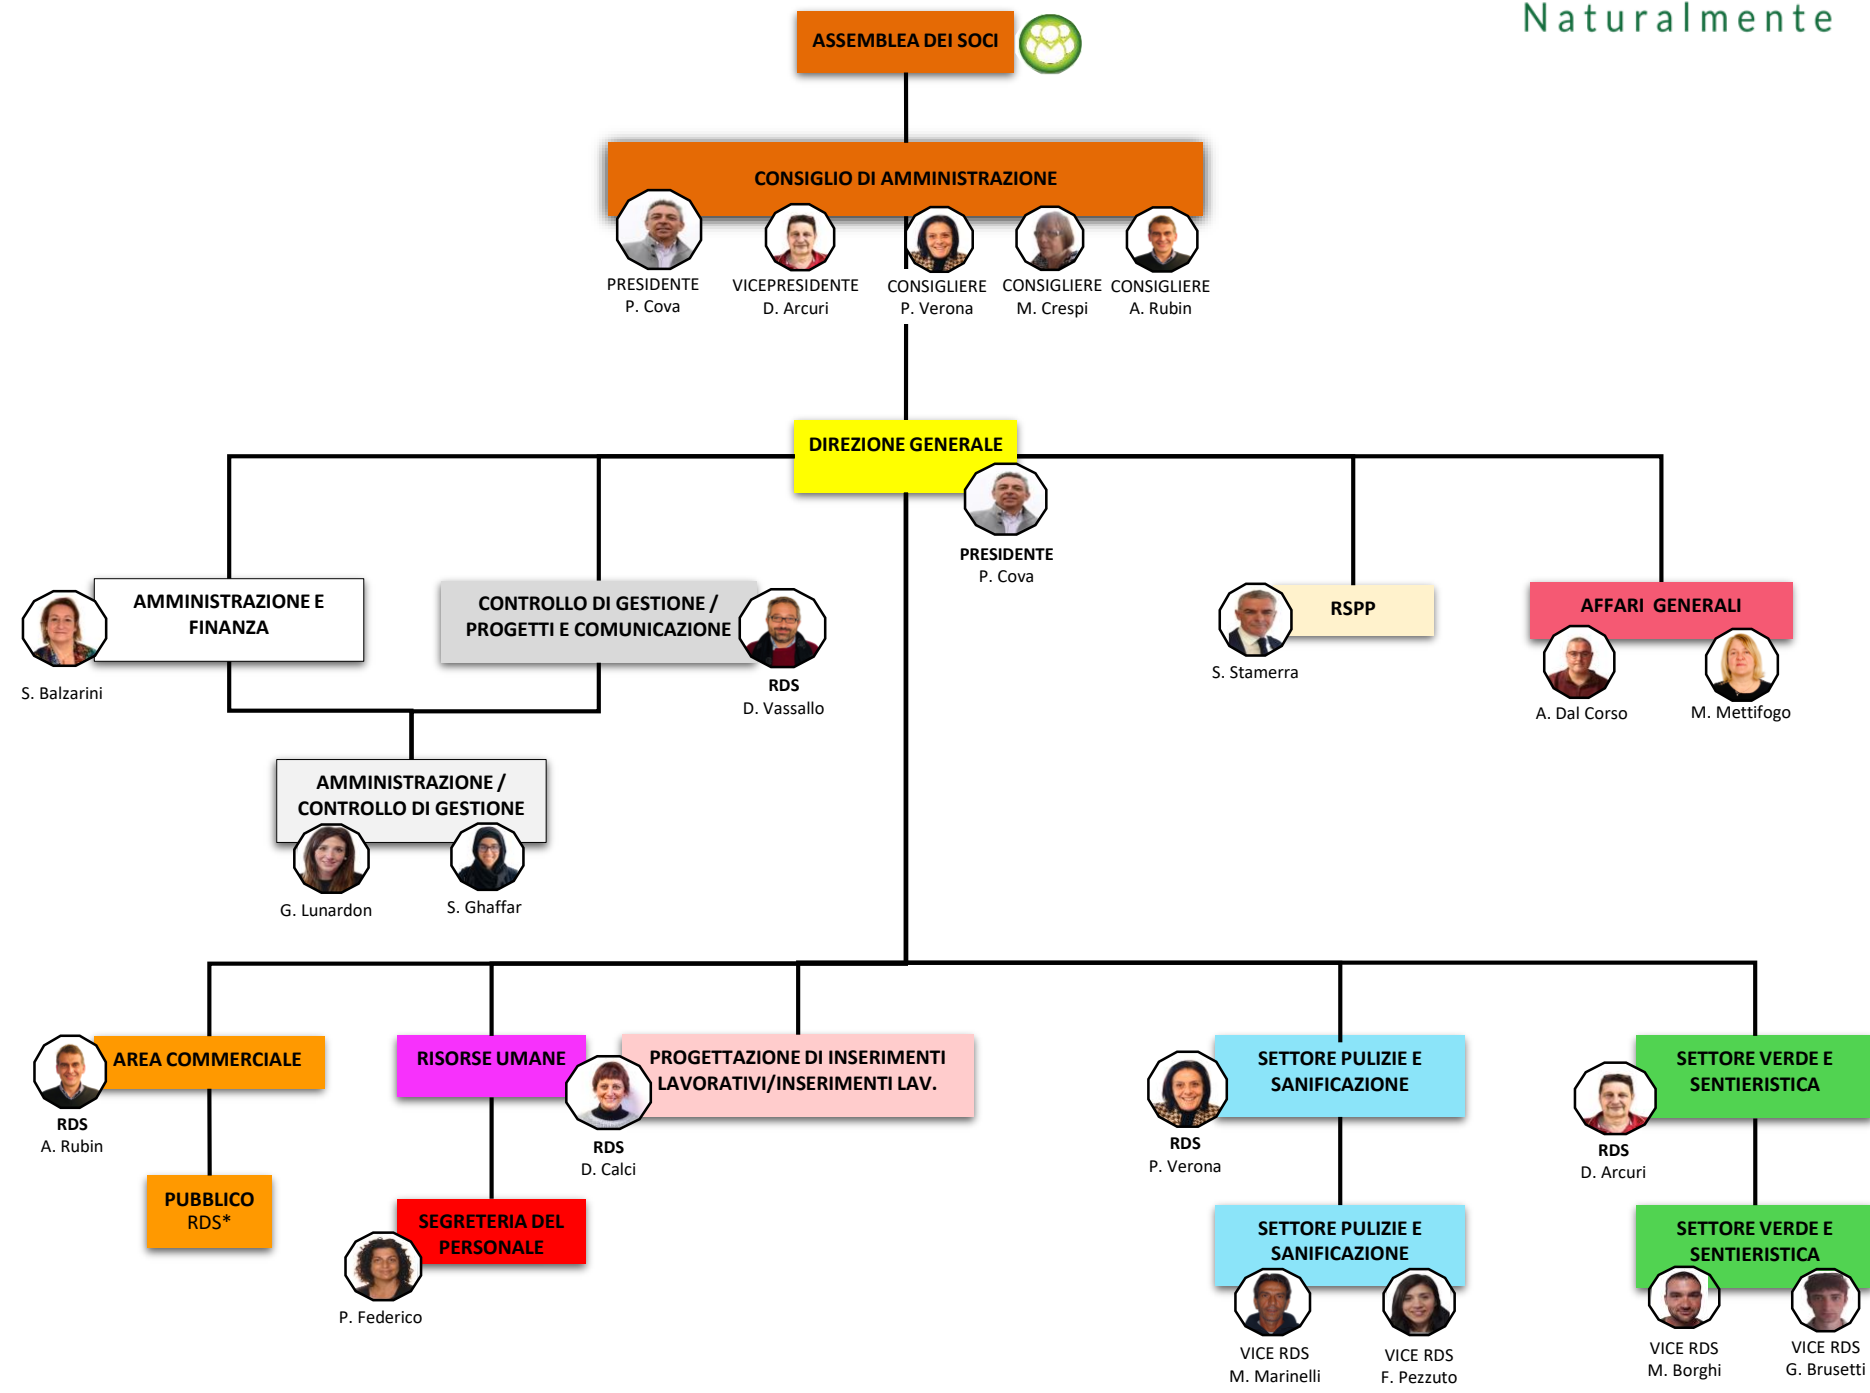 Naturalmente
ASSEMBLEA DEI SOCI
CONSIGLIO DI AMMINISTRAZIONE
PRESIDENTE
P. Cova
VICEPRESIDENTE
D. Arcuri
CONSIGLIERE
P. Verona
CONSIGLIERE
M. Crespi
CONSIGLIERE
A. Rubin
DIREZIONE GENERALE
PRESIDENTE
P. Cova
AMMINISTRAZIONE E
FINANZA
S. Balzarini
CONTROLLO DI GESTIONE /
PROGETTI E COMUNICAZIONE
RDS
D. Vassallo
RSPP
S. Stamerra
AFFARI GENERALI
A. Dal Corso
M. Mettifogo
AMMINISTRAZIONE /
CONTROLLO DI GESTIONE
G. Lunardon
S. Ghaffar
AREA COMMERCIALE
RDS
A. Rubin
RISORSE UMANE
PROGETTAZIONE DI INSERIMENTI
LAVORATIVI/INSERIMENTI LAV.
RDS
D. Calci
SETTORE PULIZIE E
SANIFICAZIONE
RDS
P. Verona
SETTORE VERDE E
SENTIERISTICA
RDS
D. Arcuri
PUBBLICO
RDS*
SEGRETERIA DEL
PERSONALE
P. Federico
SETTORE PULIZIE E
SANIFICAZIONE
VICE RDS
M. Marinelli
VICE RDS
F. Pezzuto
SETTORE VERDE E
SENTIERISTICA
VICE RDS
M. Borghi
VICE RDS
G. Brusetti